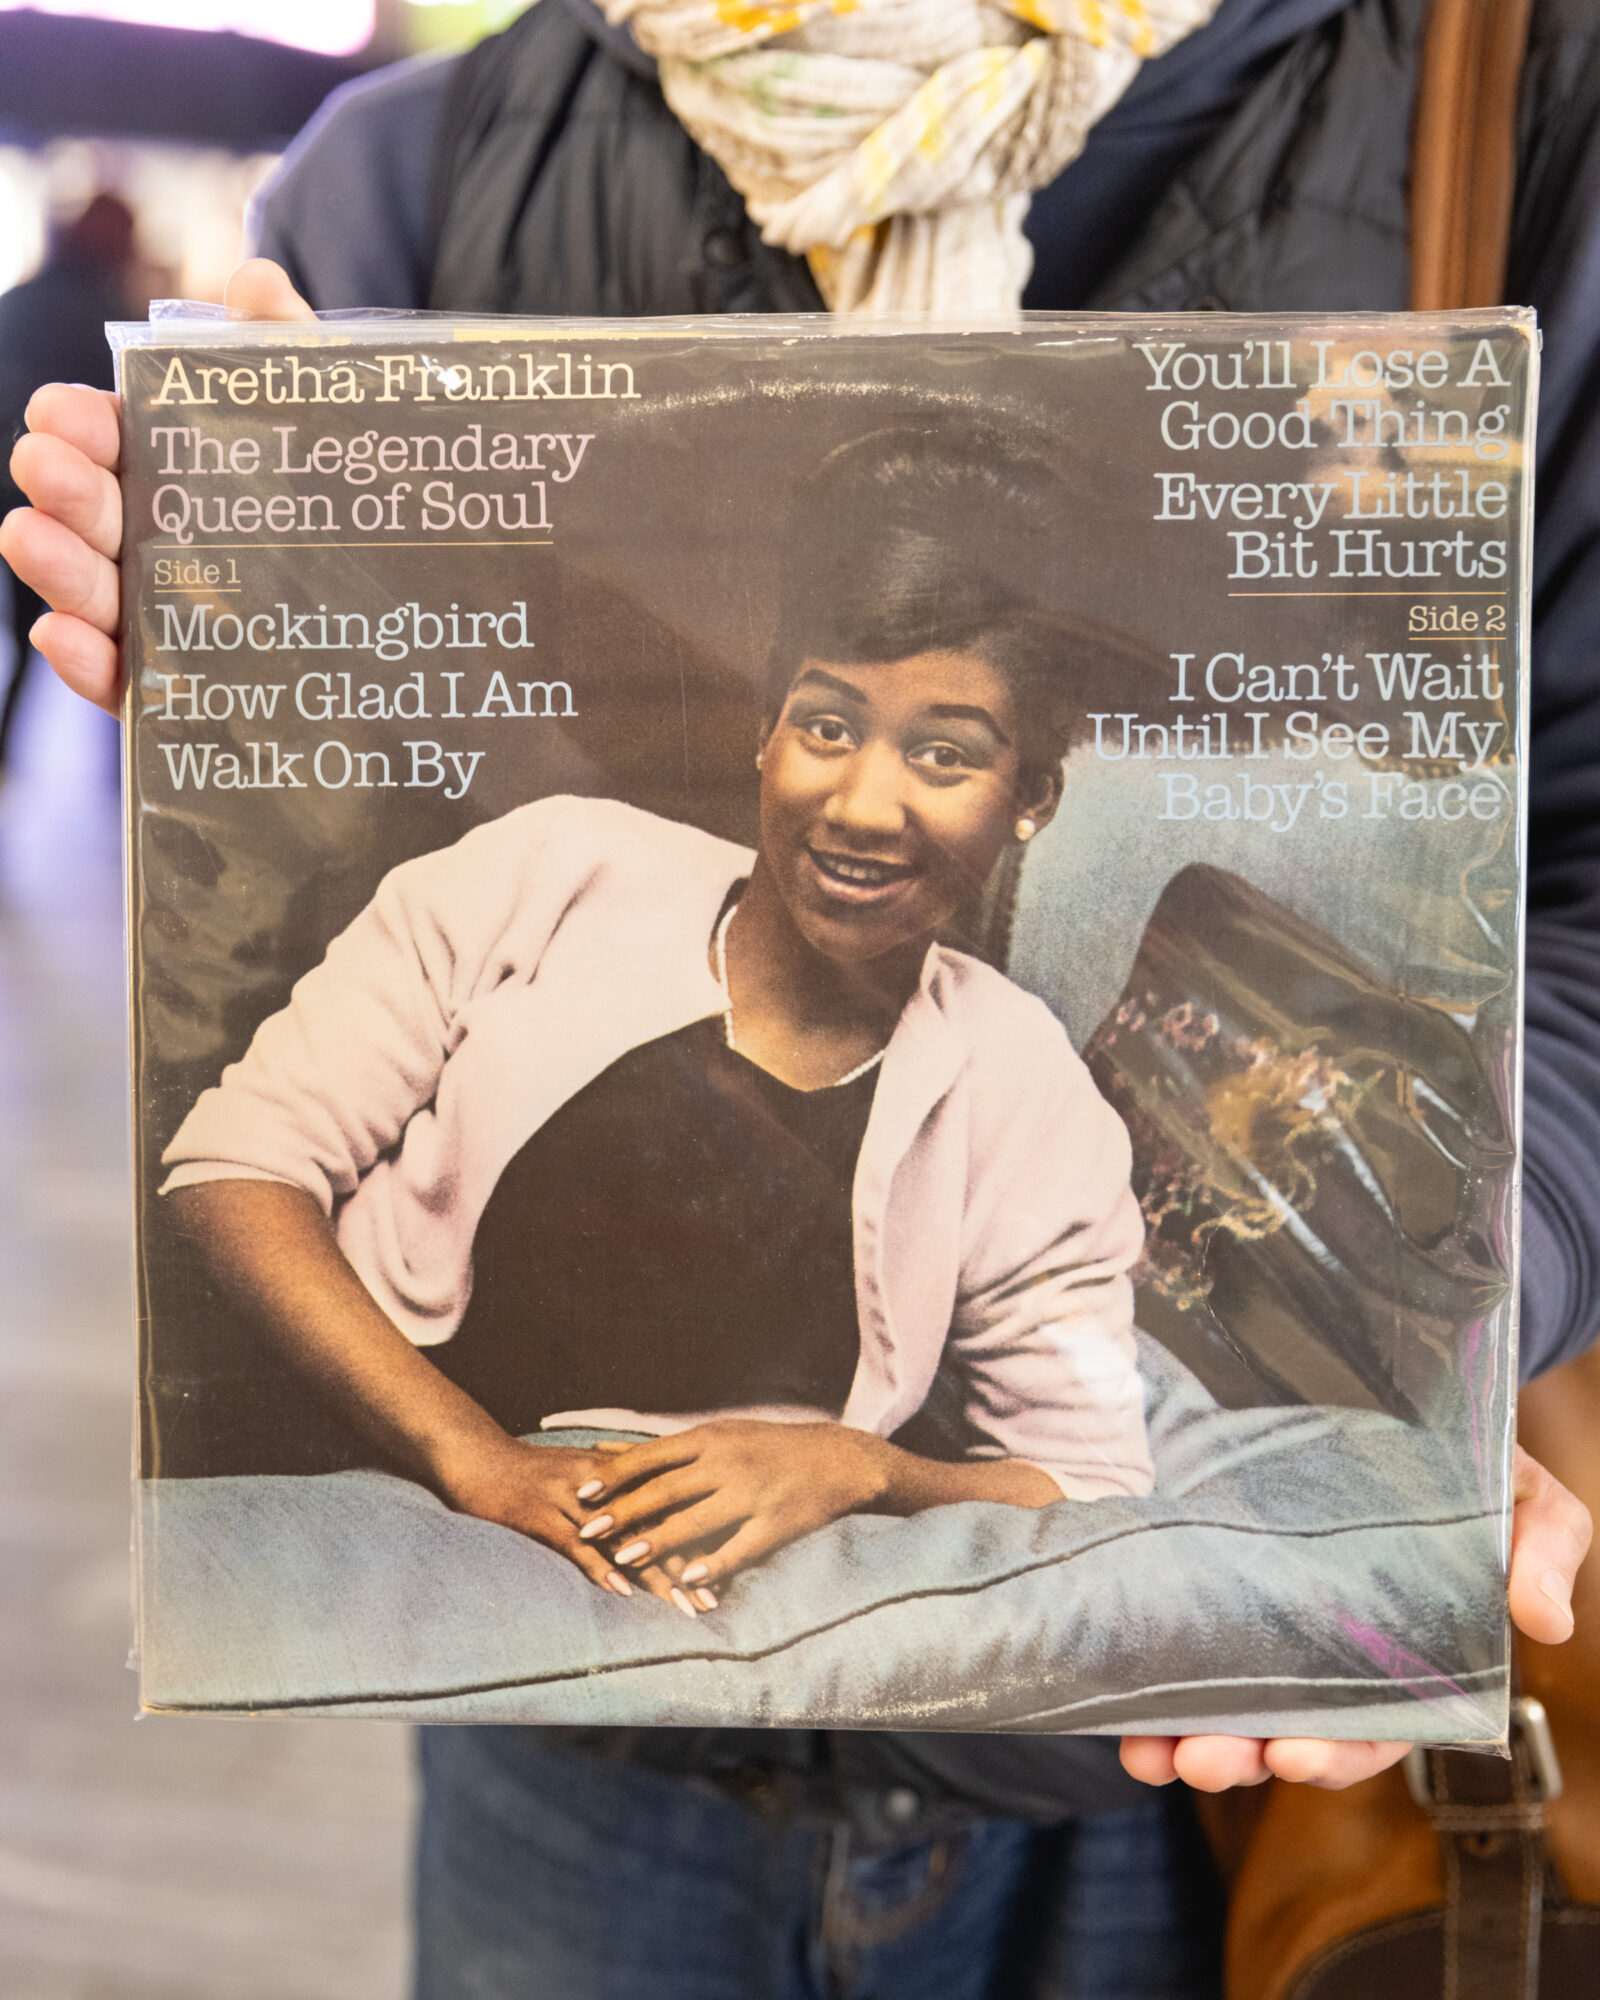 Aretha Franklin
The Legendary
Queen of Soul
Side 1
Mockingbird
How Glad I Am
Walk On By
You'll Lose A
Good Thing
Every Little
Bit Hurts
Side 2
I Can't Wait
Until I See My
Baby's Face